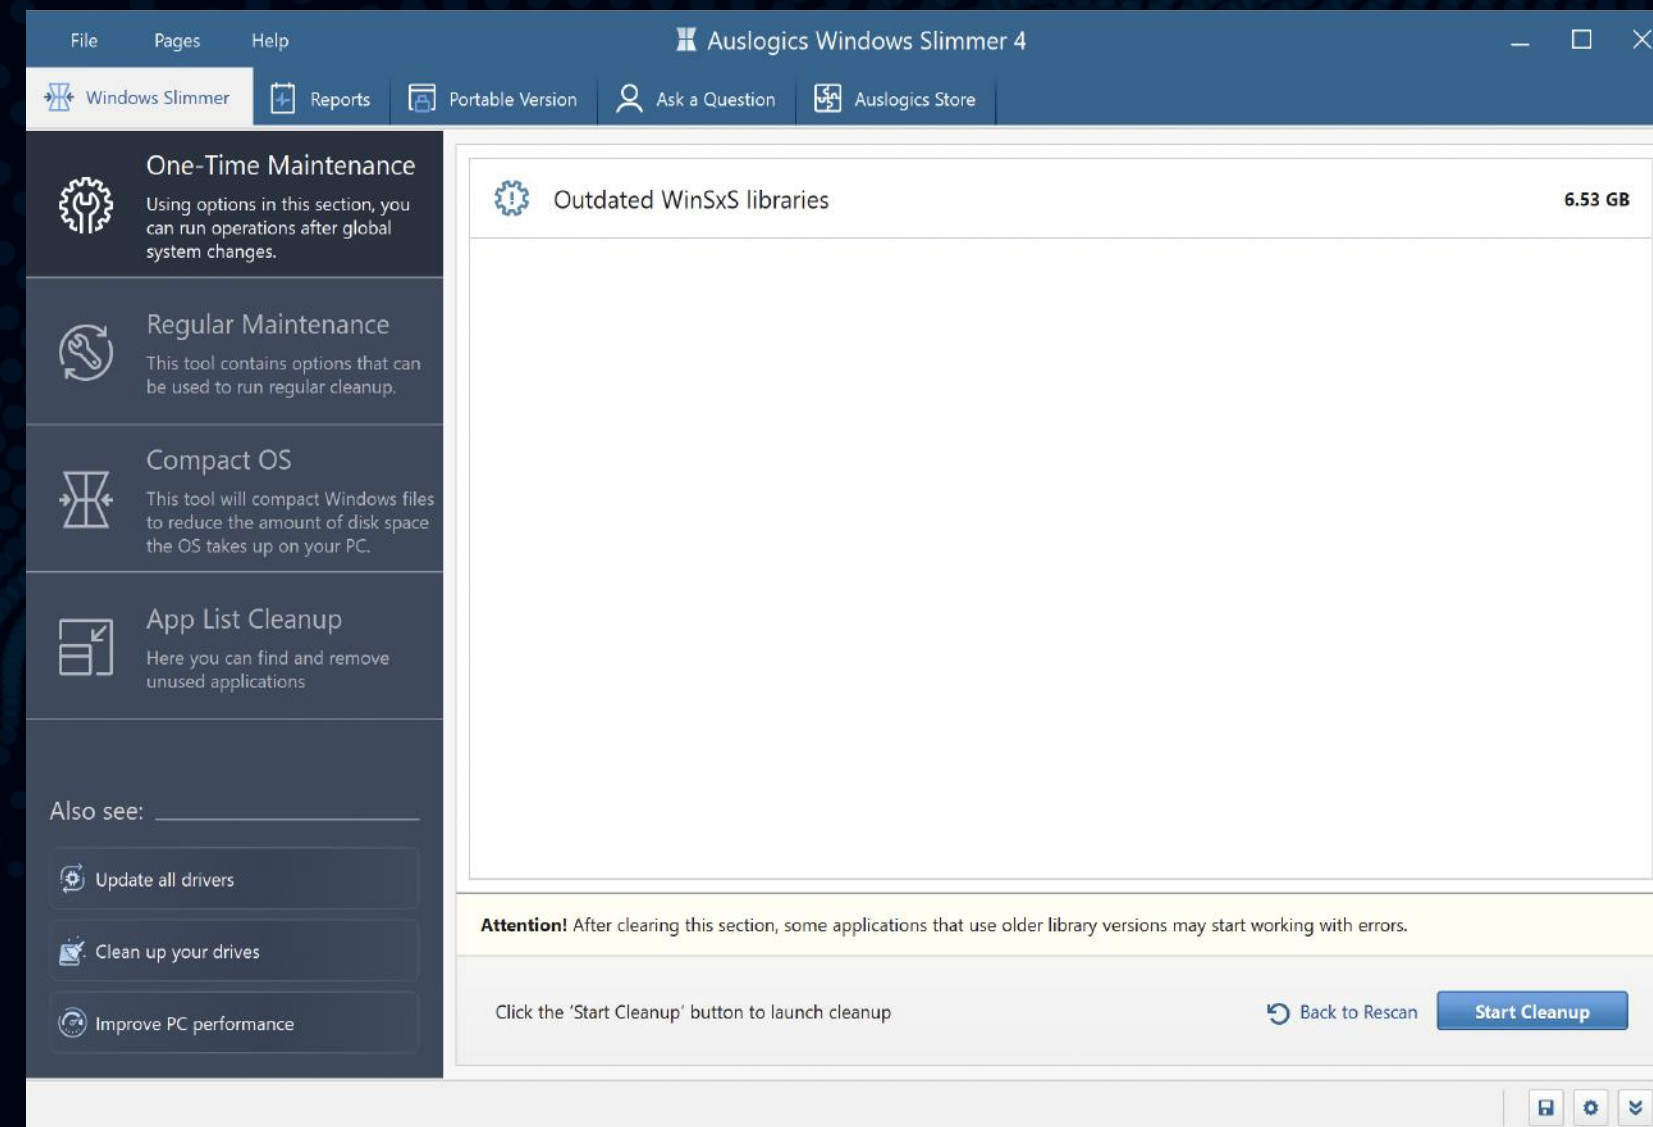 File Pages Help Auslogics Windows Slimmer 4
Windows Slimmer Reports Portable Version Ask a Question Auslogics Store
One-Time Maintenance
Using options in this section, you
can run operations after global
system changes.
Regular Maintenance
This tool contains options that can
be used to run regular cleanup.
Compact OS
This tool will compact Windows files
to reduce the amount of disk space
the OS takes up on your PC.
App List Cleanup
Here you can find and remove
unused applications
Also see:
Update all drivers
Clean up your drives
Improve PC performance
Outdated WinSxS libraries 6.53 GB
Attention! After clearing this section, some applications that use older library versions may start working with errors.
Click the 'Start Cleanup' button to launch cleanup Back to Rescan Start Cleanup